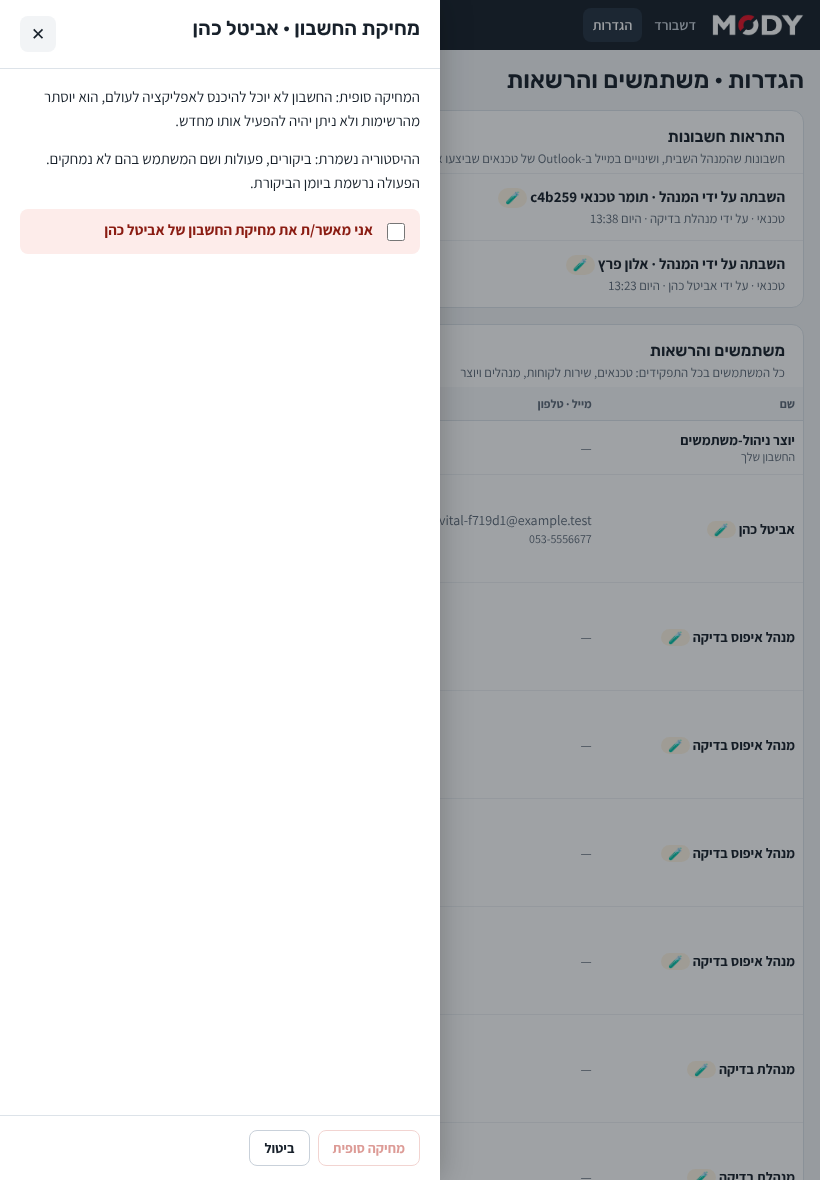 MODY
דשבורד
הגדרות
מחיקת החשבון • אביטל כהן
✕
המחיקה סופית: החשבון לא יוכל להיכנס לאפליקציה לעולם, הוא יוסתר
מהרשימות ולא ניתן יהיה להפעיל אותו מחדש.
ההיסטוריה נשמרת: ביקורים, פעולות ושם המשתמש בהם לא נמחקים.
הפעולה נרשמת ביומן הביקורת.
אני מאשר/ת את מחיקת החשבון של אביטל כהן
מחיקה סופית
ביטול
הגדרות • משתמשים והרשאות
התראות חשבונות
חשבונות שהמנהל השבית, ושינויים במייל ב-Outlook של טכנאים שביצעו
השבתה על ידי המנהל · תומר טכנאי c4b259
טכנאי · על ידי מנהלת בדיקה · היום 13:38
השבתה על ידי המנהל · אלון פרץ
טכנאי · על ידי אביטל כהן · היום 13:23
משתמשים והרשאות
כל המשתמשים בכל התפקידים: טכנאים, שירות לקוחות, מנהלים ויוצר
שם
מייל · טלפון
יוצר ניהול-משתמשים
החשבון שלך
—
אביטל כהן
vital-f719d1@example.test
053-5556677
מנהל איפוס בדיקה
—
מנהל איפוס בדיקה
—
מנהל איפוס בדיקה
—
מנהל איפוס בדיקה
—
מנהלת בדיקה
—
מנהלת בדיקה
—